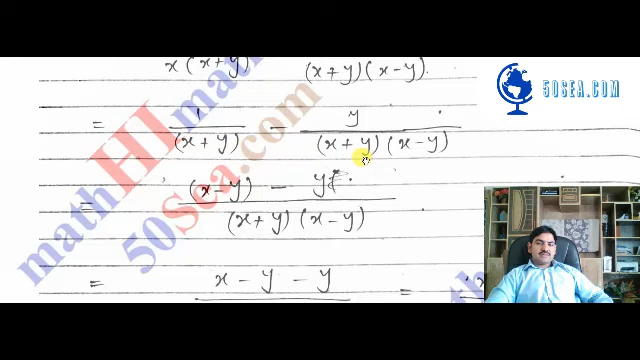 x(x+y) (x+y)(x-y).
= 1/(x+y) - y/(x+y)(x-y)
= (x-y) - y/(x+y)(x-y)
= x - y - y =
50SEA.COM
mathHImath
50Sea.com